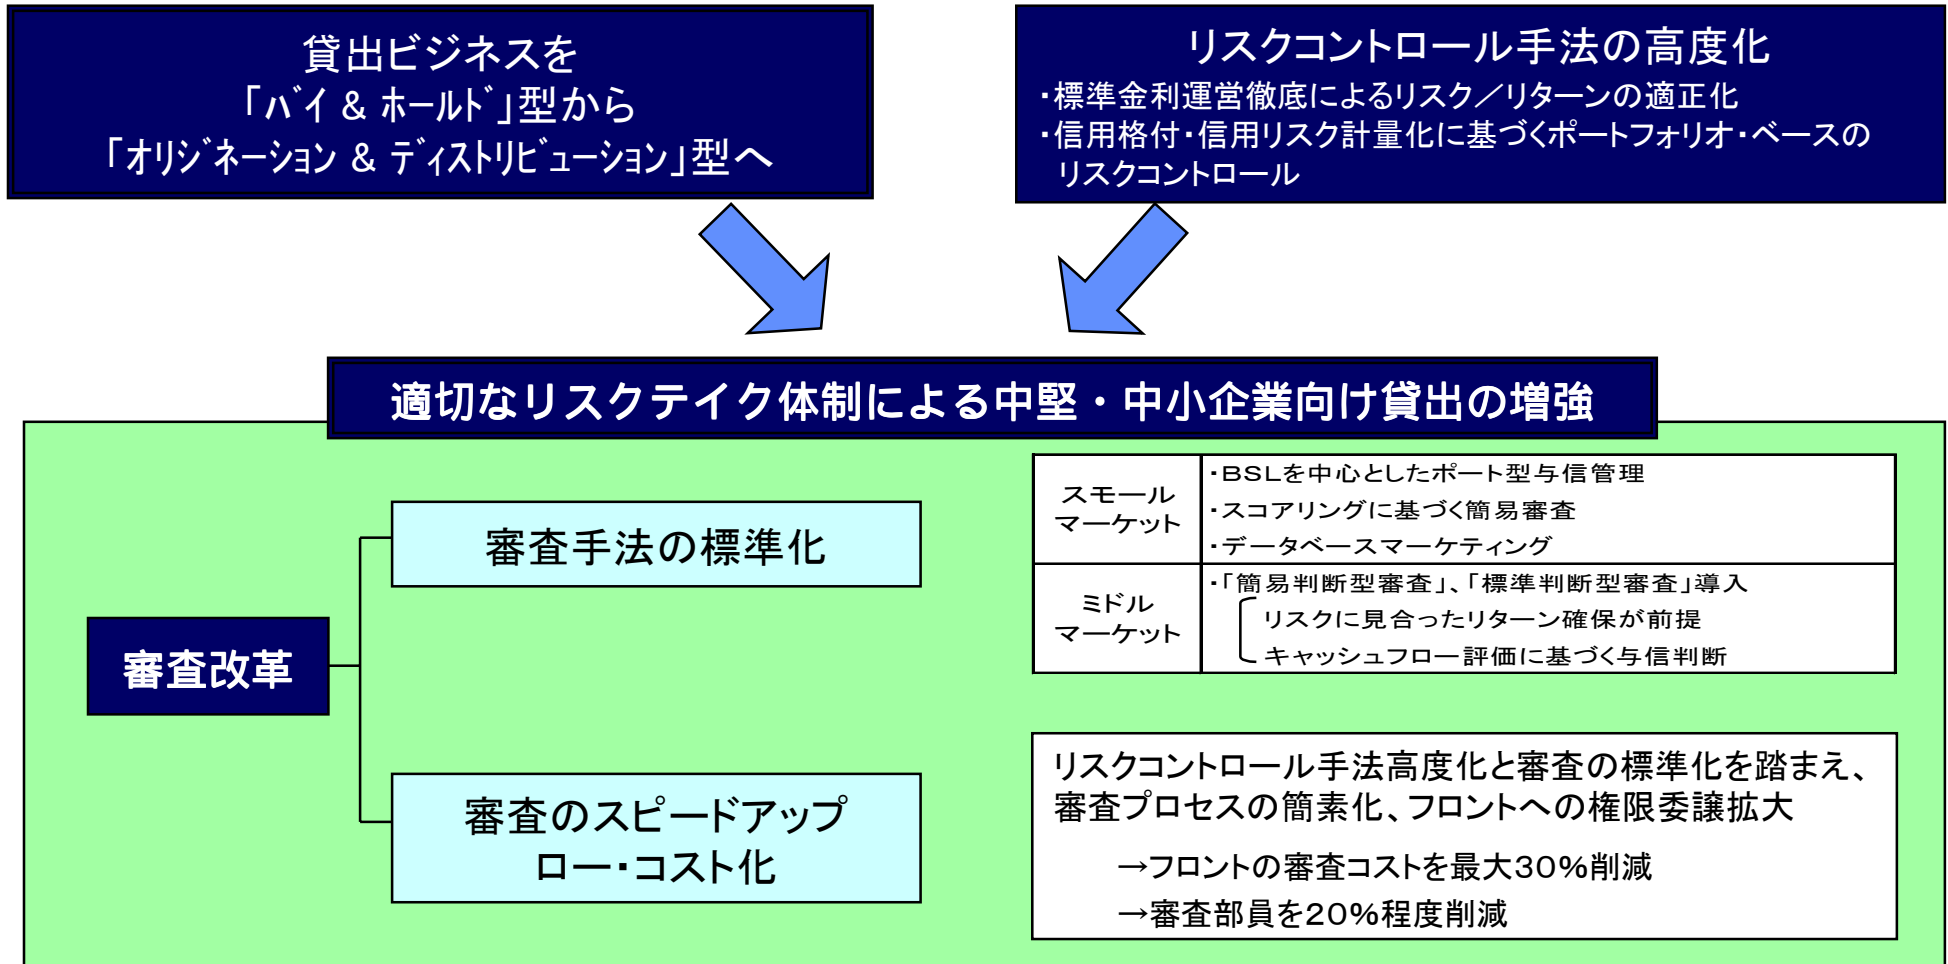 貸出ビジネスを
「ﾊﾞｲ & ﾎｰﾙﾄﾞ」型から
「ｵﾘｼﾞﾈｰｼｮﾝ & ﾃﾞｨｽﾄﾘﾋﾞｭｰｼｮﾝ」型へ
リスクコントロール手法の高度化
・標準金利運営徹底によるリスク／リターンの適正化
・信用格付・信用リスク計量化に基づくポートフォリオ・ベースの
リスクコントロール
適切なリスクテイク体制による中堅・中小企業向け貸出の増強
審査改革
審査手法の標準化
スモール
マーケット
・BSLを中心としたポート型与信管理
・スコアリングに基づく簡易審査
・データベースマーケティング
ミドル
マーケット
・「簡易判断型審査」、「標準判断型審査」導入
リスクに見合ったリターン確保が前提
キャッシュフロー評価に基づく与信判断
審査のスピードアップ
ロー・コスト化
リスクコントロール手法高度化と審査の標準化を踏まえ、
審査プロセスの簡素化、フロントへの権限委譲拡大
→フロントの審査コストを最大30%削減
→審査部員を20%程度削減